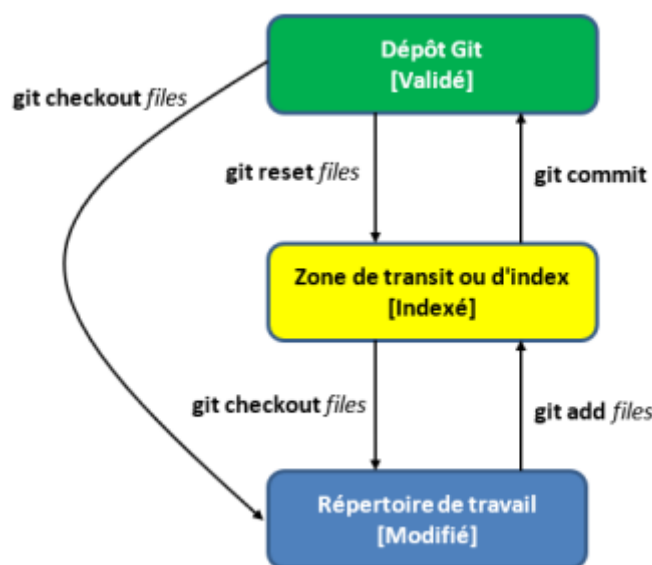 Dépôt Git
[Validé]
git checkout files
git reset files
git commit
Zone de transit ou d'index
[Indexé]
git checkout files
git add files
Répertoire de travail
[Modifié]